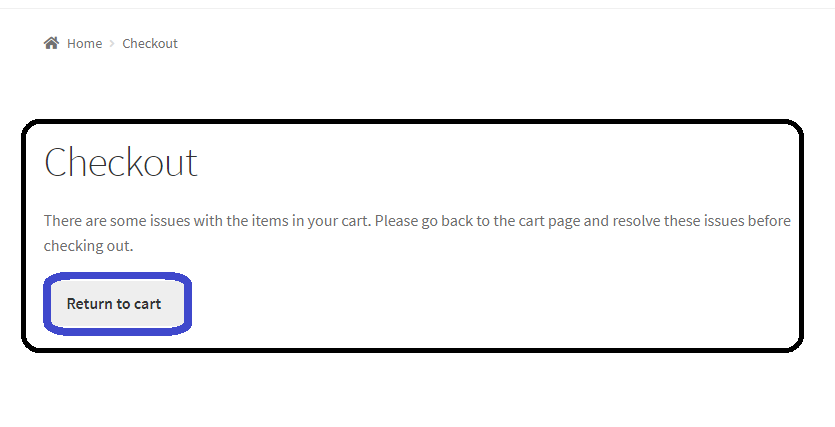 Home > Checkout
Checkout
There are some issues with the items in your cart. Please go back to the cart page and resolve these issues before
checking out.
Return to cart